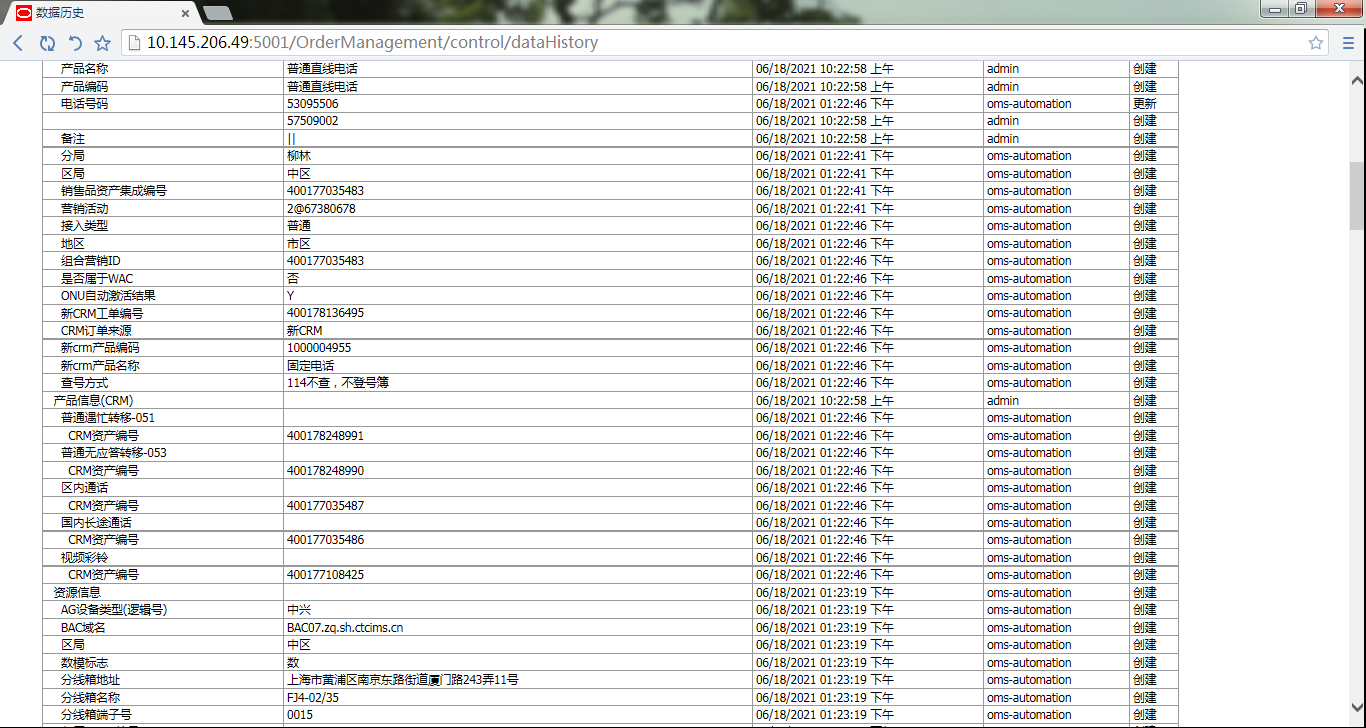 数据历史
10.145.206.49:5001/OrderManagement/control/dataHistory
产品名称 普通直线电话 06/18/2021 10:22:58 上午 admin 创建
产品编码 普通直线电话 06/18/2021 10:22:58 上午 admin 创建
电话号码 53095506 06/18/2021 01:22:46 下午 oms-automation 更新
57509002 06/18/2021 10:22:58 上午 admin 创建
备注 || 06/18/2021 10:22:58 上午 admin 创建
分局 柳林 06/18/2021 01:22:41 下午 oms-automation 创建
区局 中区 06/18/2021 01:22:41 下午 oms-automation 创建
销售品资产集成编号 400177035483 06/18/2021 01:22:41 下午 oms-automation 创建
营销活动 2@67380678 06/18/2021 01:22:41 下午 oms-automation 创建
接入类型 普通 06/18/2021 01:22:46 下午 oms-automation 创建
地区 市区 06/18/2021 01:22:46 下午 oms-automation 创建
组合营销ID 400177035483 06/18/2021 01:22:46 下午 oms-automation 创建
是否属于WAC 否 06/18/2021 01:22:46 下午 oms-automation 创建
ONU自动激活结果 Y 06/18/2021 01:22:46 下午 oms-automation 创建
新CRM工单编号 400178136495 06/18/2021 01:22:46 下午 oms-automation 创建
CRM订单来源 新CRM 06/18/2021 01:22:46 下午 oms-automation 创建
新crm产品编码 1000004955 06/18/2021 01:22:46 下午 oms-automation 创建
新crm产品名称 固定电话 06/18/2021 01:22:46 下午 oms-automation 创建
查号方式 114不查，不登号簿 06/18/2021 01:22:46 下午 oms-automation 创建
产品信息(CRM) 06/18/2021 10:22:58 上午 admin 创建
普通遇忙转移-051 06/18/2021 01:22:46 下午 oms-automation 创建
CRM资产编号 400178248991 06/18/2021 01:22:46 下午 oms-automation 创建
普通无应答转移-053 06/18/2021 01:22:46 下午 oms-automation 创建
CRM资产编号 400178248990 06/18/2021 01:22:46 下午 oms-automation 创建
区内通话 06/18/2021 01:22:46 下午 oms-automation 创建
CRM资产编号 400177035487 06/18/2021 01:22:46 下午 oms-automation 创建
国内长途通话 06/18/2021 01:22:46 下午 oms-automation 创建
CRM资产编号 400177035486 06/18/2021 01:22:46 下午 oms-automation 创建
视频彩铃 06/18/2021 01:22:46 下午 oms-automation 创建
CRM资产编号 400177108425 06/18/2021 01:22:46 下午 oms-automation 创建
资源信息 06/18/2021 01:23:19 下午 oms-automation 创建
AG设备类型(逻辑号) 中兴 06/18/2021 01:23:19 下午 oms-automation 创建
BAC域名 BAC07.zq.sh.ctcims.cn 06/18/2021 01:23:19 下午 oms-automation 创建
区局 中区 06/18/2021 01:23:19 下午 oms-automation 创建
数模标志 数 06/18/2021 01:23:19 下午 oms-automation 创建
分线箱地址 上海市黄浦区南京东路街道厦门路243弄11号 06/18/2021 01:23:19 下午 oms-automation 创建
分线箱名称 FJ4-02/35 06/18/2021 01:23:19 下午 oms-automation 创建
分线箱端子号 0015 06/18/2021 01:23:19 下午 oms-automation 创建